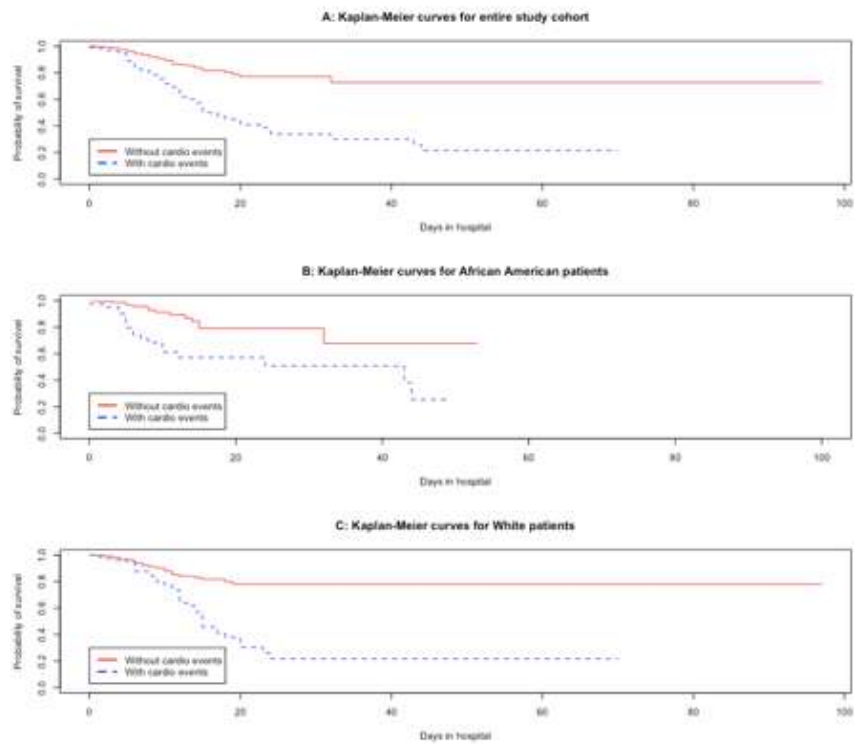 A: Kaplan-Meier curves for entire study cohort
Probability of survival
0.0 0.2 0.4 0.6 0.8 1.0
Without cardio events
With cardio events
0 20 40 60 80 100
Days in hospital
B: Kaplan-Meier curves for African American patients
Probability of survival
0.0 0.2 0.4 0.6 0.8 1.0
Without cardio events
With cardio events
0 20 40 60 80 100
Days in hospital
C: Kaplan-Meier curves for White patients
Probability of survival
0.0 0.2 0.4 0.6 0.8 1.0
Without cardio events
With cardio events
0 20 40 60 80 100
Days in hospital